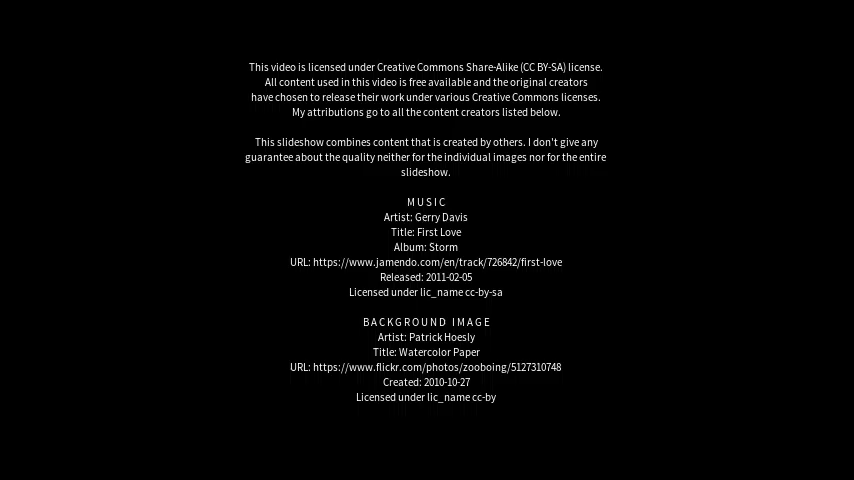 This video is licensed under Creative Commons Share-Alike (CC BY-SA) license.
All content used in this video is free available and the original creators
have chosen to release their work under various Creative Commons licenses.
My attributions go to all the content creators listed below.
This slideshow combines content that is created by others. I don't give any
guarantee about the quality neither for the individual images nor for the entire
slideshow.
MUSIC
Artist: Gerry Davis
Title: First Love
Album: Storm
URL: https://www.jamendo.com/en/track/726842/first-love
Released: 2011-02-05
Licensed under lic_name cc-by-sa
BACKGROUND IMAGE
Artist: Patrick Hoesly
Title: Watercolor Paper
URL: https://www.flickr.com/photos/zooboing/5127310748
Created: 2010-10-27
Licensed under lic_name cc-by